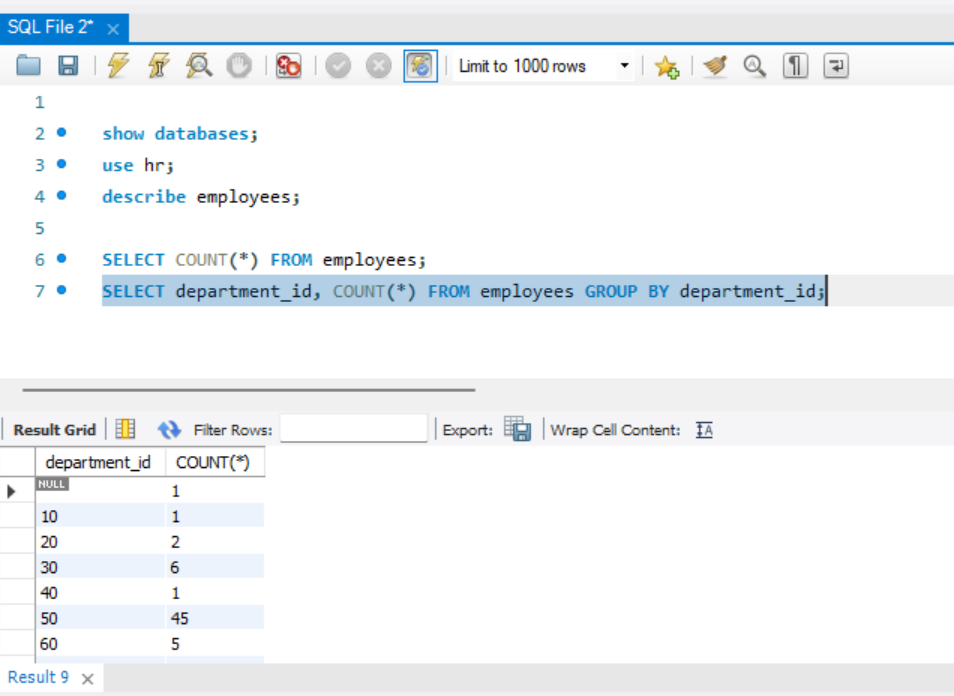 SQL File 2*
Limit to 1000 rows
1
2 show databases;
3 use hr;
4 describe employees;
5
6 SELECT COUNT(*) FROM employees;
7 SELECT department_id, COUNT(*) FROM employees GROUP BY department_id;
Result Grid Filter Rows: Export: Wrap Cell Content:
department_id COUNT(*)
NULL 1
10 1
20 2
30 6
40 1
50 45
60 5
Result 9